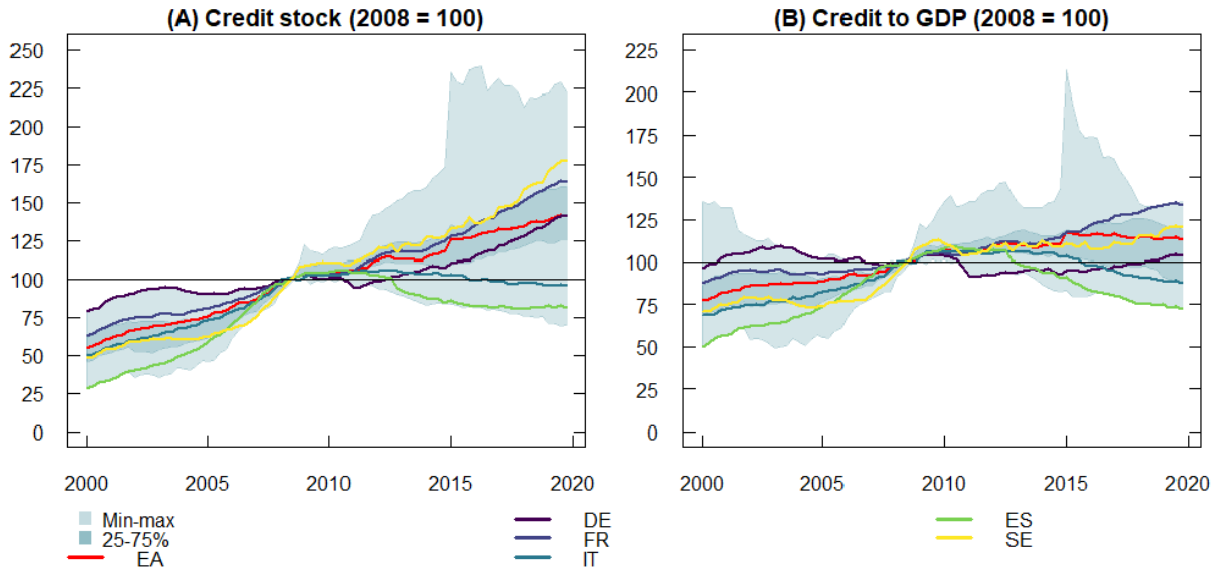 (A) Credit stock (2008 = 100)
250
225
200
175
150
125
100
75
50
25
0
2000 2005 2010 2015 2020
(B) Credit to GDP (2008 = 100)
225
200
175
150
125
100
75
50
25
0
2000 2005 2010 2015 2020
Min-max
25-75%
EA
DE
FR
IT
ES
SE